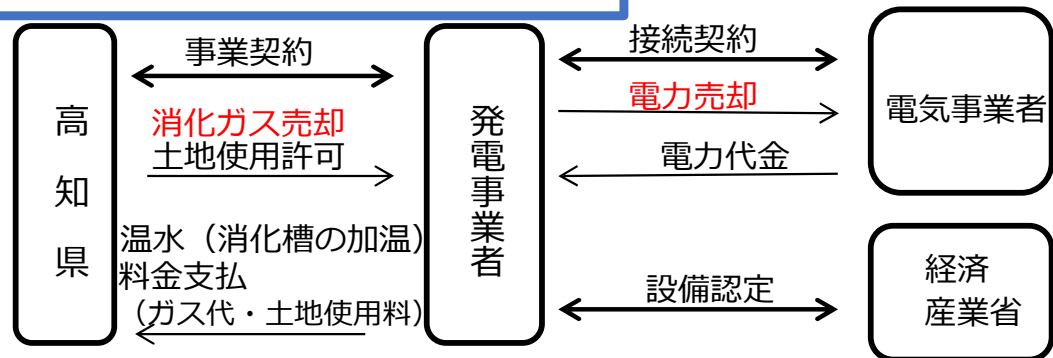 高知県
事業契約
消化ガス売却
土地使用許可
温水（消化槽の加温）
料金支払
（ガス代・土地使用料）
発電事業者
接続契約
電力売却
電力代金
設備認定
電気事業者
経済
産業省